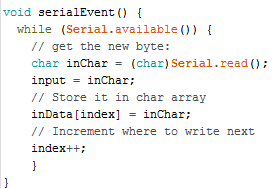 void serialEvent() {
  while (Serial.available()) {
    // get the new byte:
    char inChar = (char)Serial.read();
    input = inChar;
    // Store it in char array
    inData[index] = inChar;
    // Increment where to write next
    index++;
    }
}